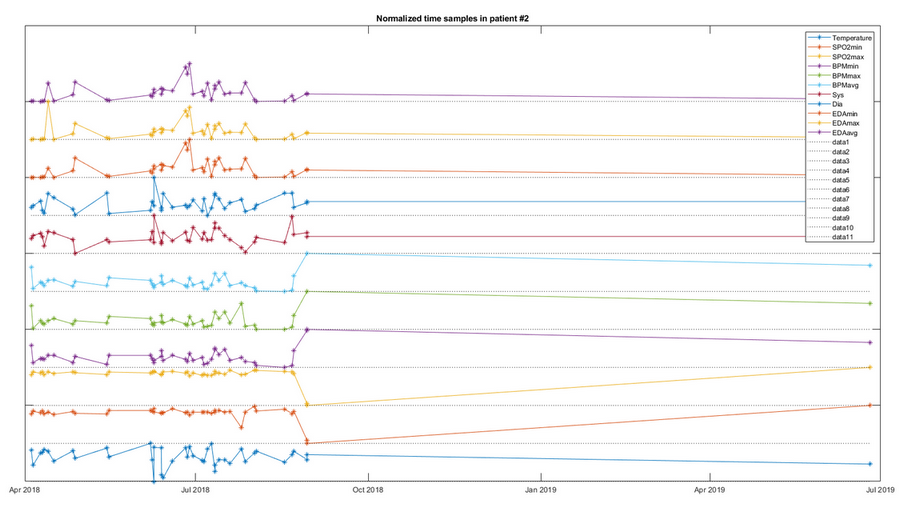 Normalized time samples in patient #2
Temperature
SPO2min
SPO2max
BPMmin
BPMmax
BPMavg
Sys
Dia
EDAmin
EDAmax
EDAavg
data1
data2
data3
data4
data5
data6
data7
data8
data9
data10
data11
Apr 2018
Jul 2018
Oct 2018
Jan 2019
Apr 2019
Jul 2019